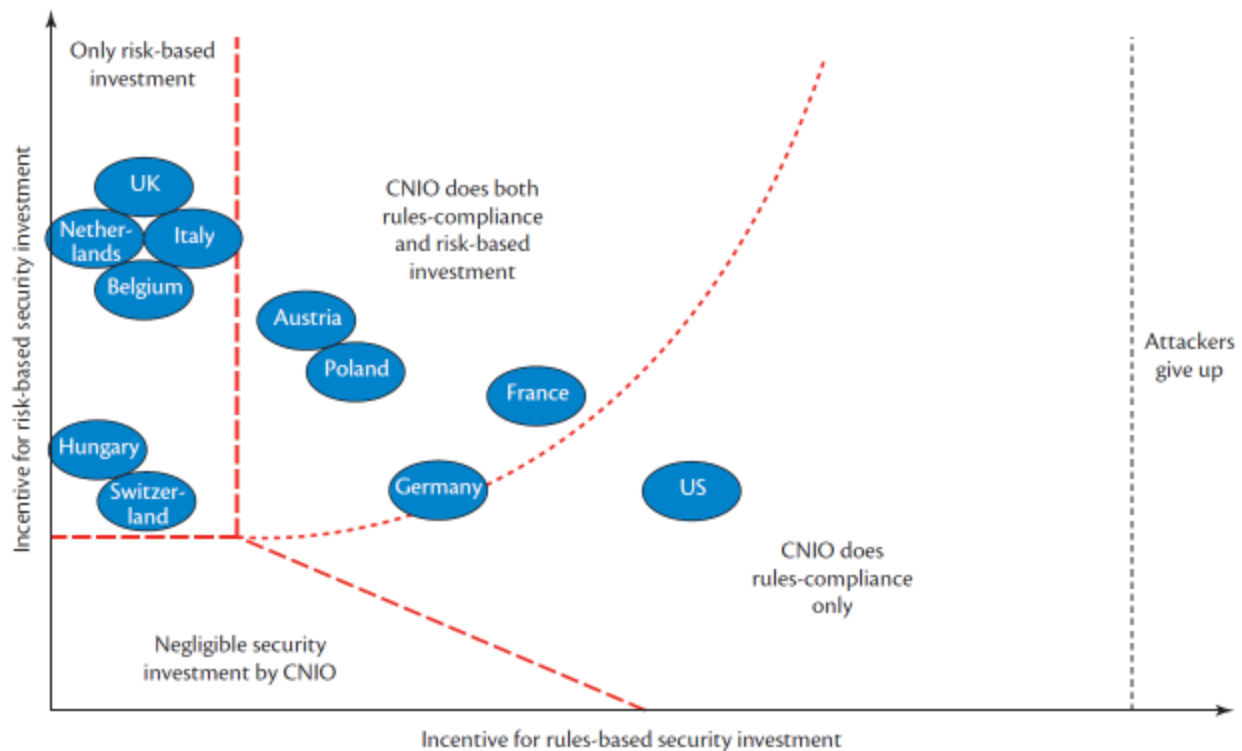 Only risk-based
investment
Incentive for risk-based security investment
UK
Nether-
lands
Italy
Belgium
CNIO does both
rules-compliance
and risk-based
investment
Austria
Poland
France
Attackers
give up
Hungary
Switzer-
land
Germany
US
CNIO does
rules-compliance
only
Negligible security
investment by CNIO
Incentive for rules-based security investment